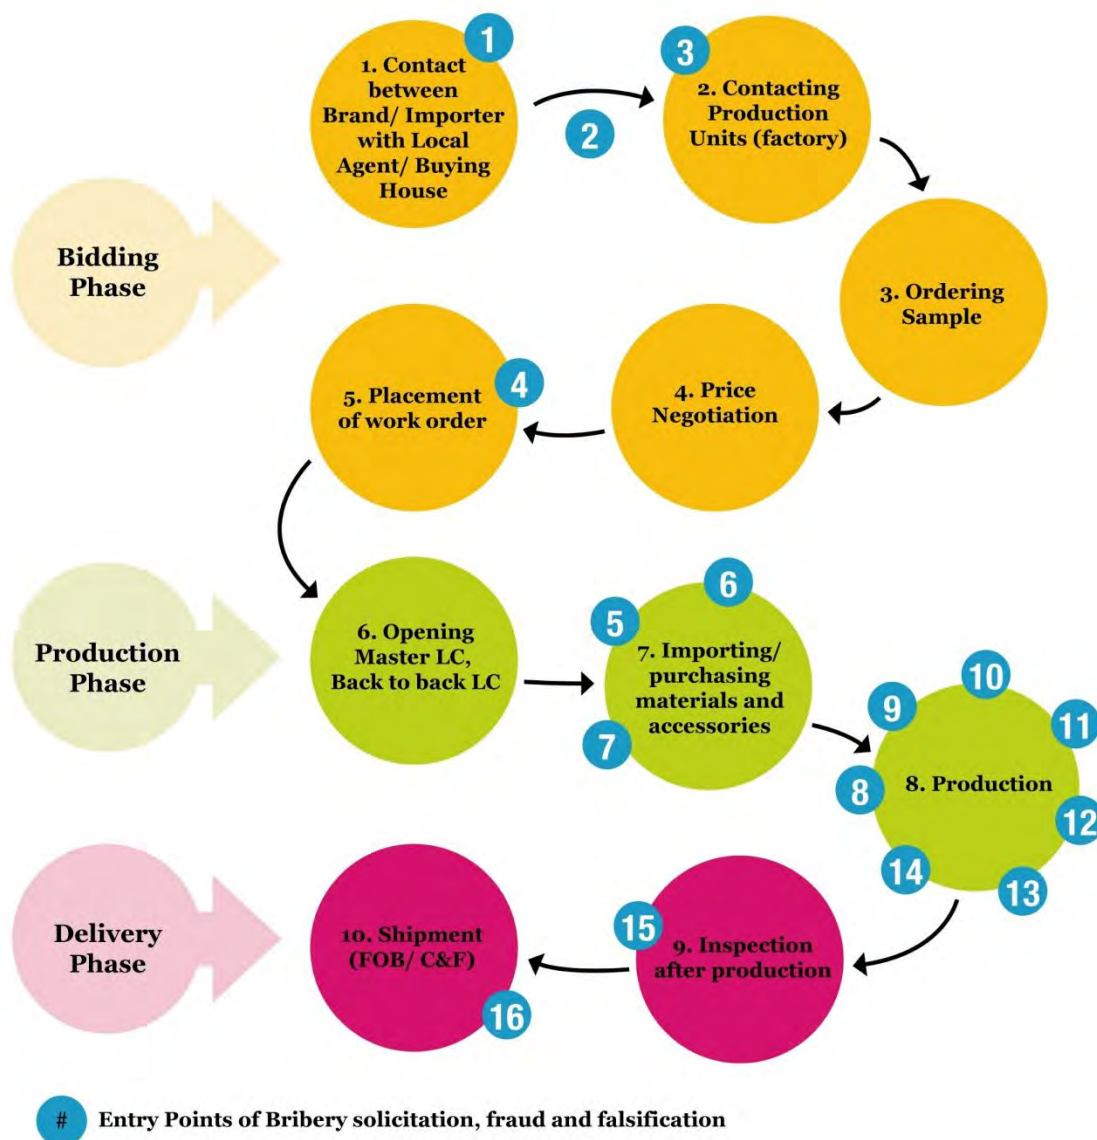 1
1. Contact
between
Brand/ Importer
with Local
Agent/ Buying
House
2
3
2. Contacting
Production
Units (factory)
Bidding
Phase
3. Ordering
Sample
4. Price
Negotiation
4
5. Placement
of work order
Production
Phase
6. Opening
Master LC,
Back to back LC
5
6
7
7. Importing/
purchasing
materials and
accessories
8
9
10
11
12
13
14
8. Production
Delivery
Phase
15
9. Inspection
after production
10. Shipment
(FOB/ C&F)
16
# Entry Points of Bribery solicitation, fraud and falsification